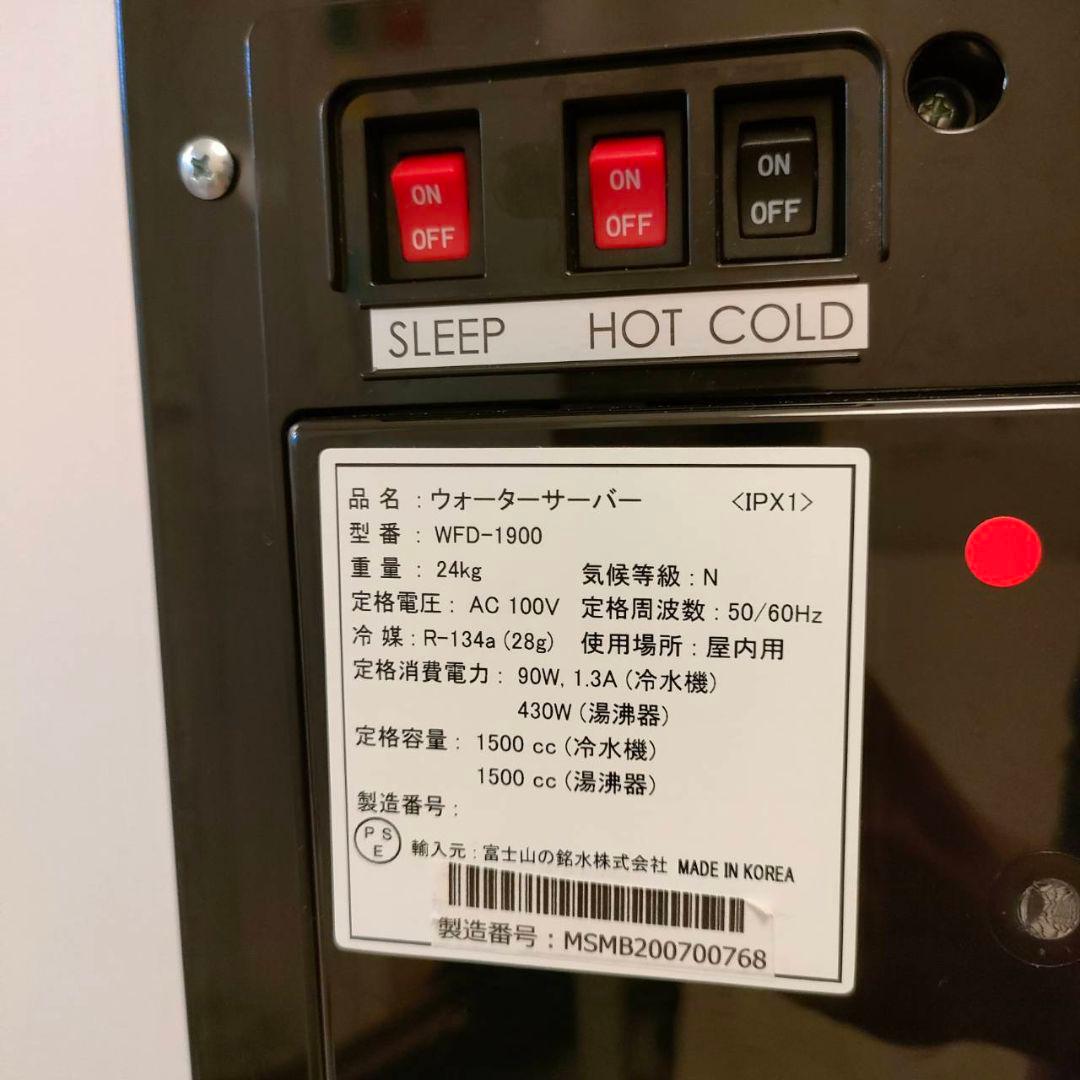 ON ON ON
OFF OFF OFF
SLEEP HOT COLD
品名：ウォーターサーバー <IPX1>
型番： WFD-1900
重量： 24kg 気候等級：N
定格電圧： AC 100V 定格周波数：50/60Hz
冷媒：R-134a (28g) 使用場所：屋内用
定格消費電力： 90W, 1.3A (冷水機)
430W (湯沸器)
定格容量： 1500 cc (冷水機)
1500 cc (湯沸器)
製造番号：
PSE 輸入元：富士山の銘水株式会社 MADE IN KOREA
製造番号：MSMB200700768